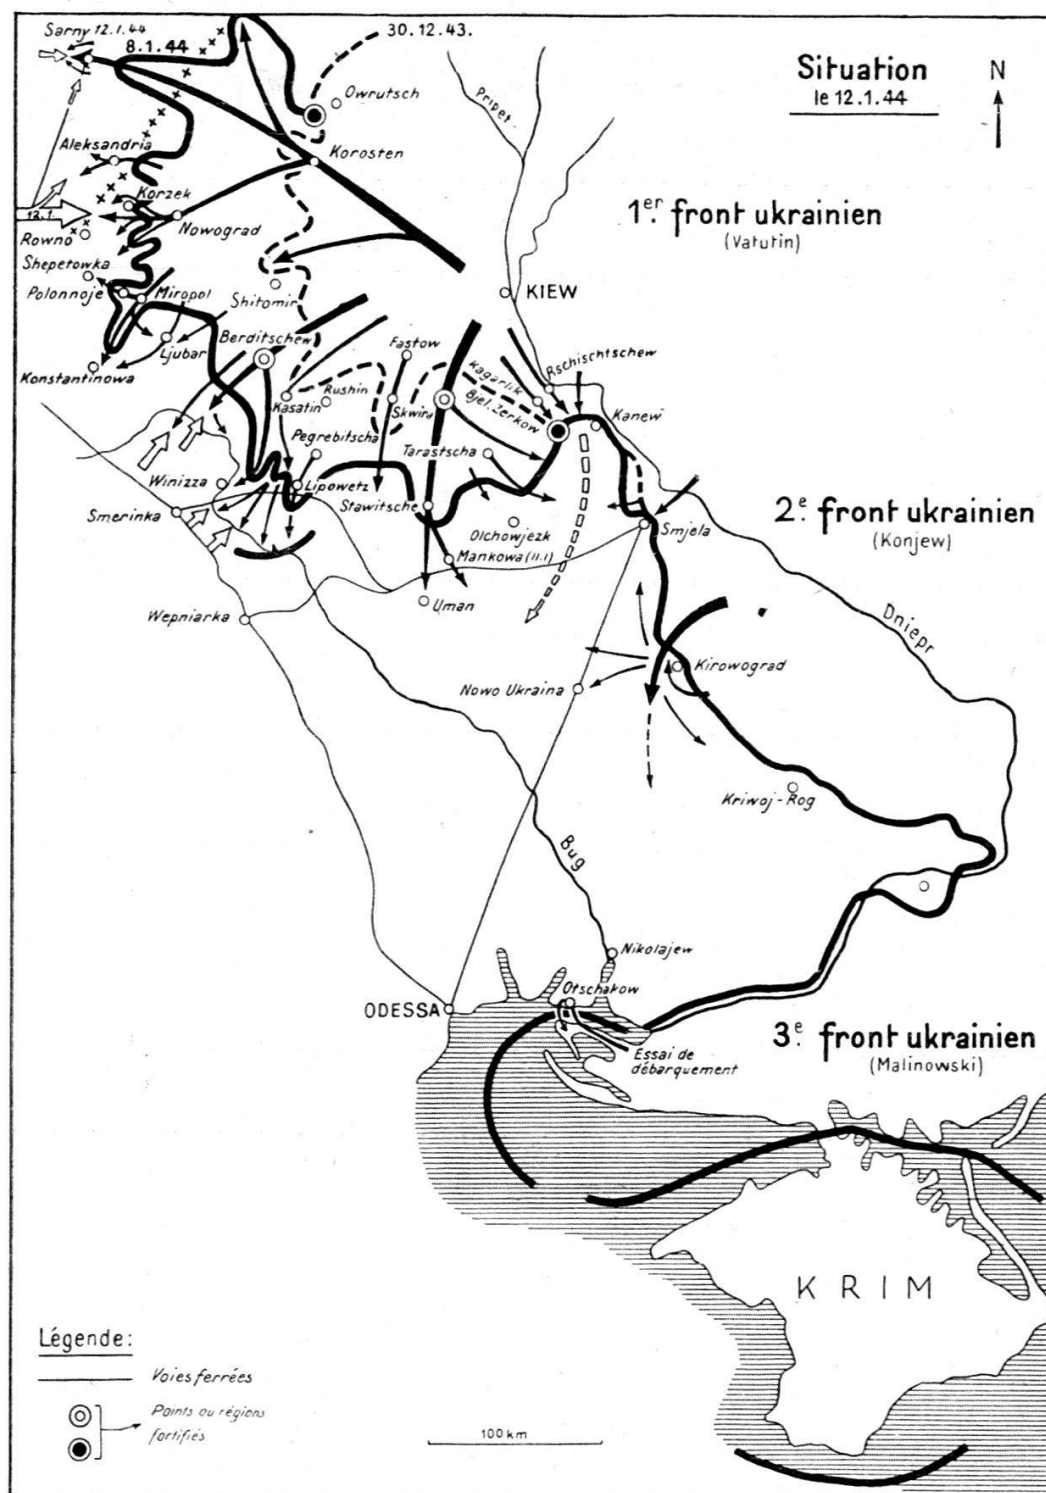 Sarny 12.1.44
8.1.44
30.12.43.
Situation
le 12.1.44
N
Owrutsch
Pripet
Aleksandria
Korosten
1er. front ukrainien
(Vatutin)
Korzek
12.1.
Nowograd
Rowno
Shepetowka
Polonnoje
Miropol
Shitomir
KIEW
Berditschew
Ljubar
Fastow
Rschischtschew
Kagarlik
Konstantinowa
Kasatin
Rushin
Skwira
Bjel. Zerkow
Kanew
Pegrebitscha
Tarastscha
Winizza
Lipowetz
Stawitsche
2e. front ukrainien
(Konjew)
Smerinka
Olchowjezk
Smjela
Mankowa (11.1)
Uman
Wepniarka
Dniepr
Kirowograd
Nowo Ukraina
Kriwoj-Rog
Bug
Nikolajew
Otschakow
ODESSA
3e. front ukrainien
(Malinowski)
Essai de
débarquement
KRIM
Légende:
Voies ferrées
Points ou régions
fortifiés
100 km